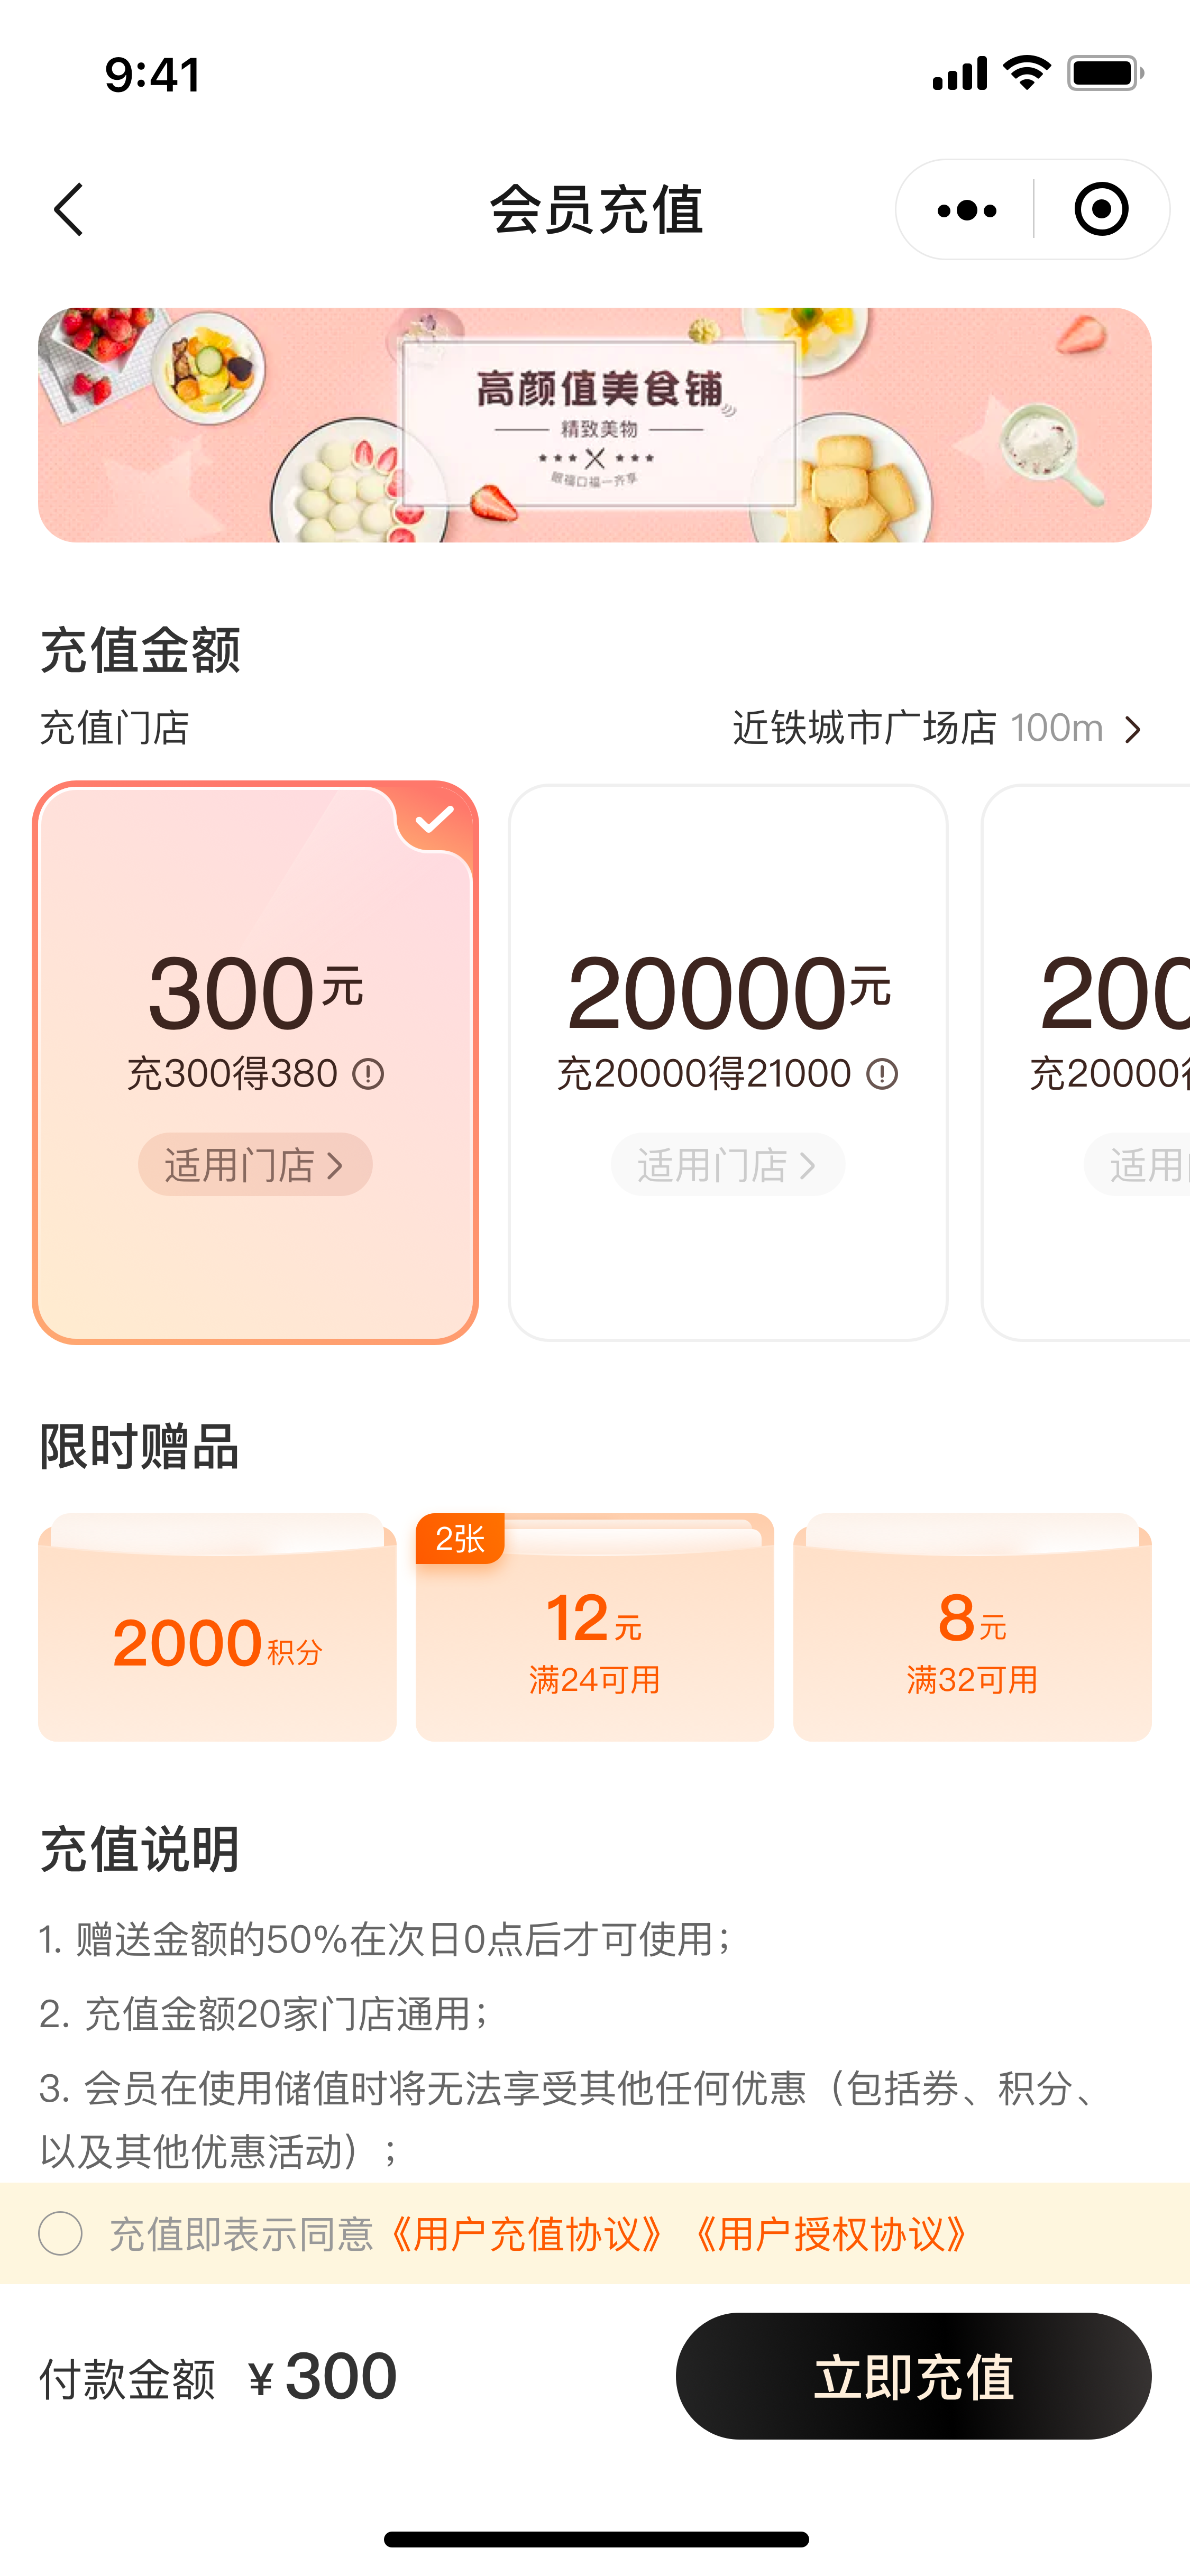 9:41
会员充值
高颜值美食铺
精致美物
眼福口福一齐享
充值金额
充值门店 近铁城市广场店 100m
300元 20000元 200
充300得380 充20000得21000 充20000
适用门店 适用门店 适用
限时赠品
2张
2000积分 12元 8元
满24可用 满32可用
充值说明
1. 赠送金额的50%在次日0点后才可使用；
2. 充值金额20家门店通用；
3. 会员在使用储值时将无法享受其他任何优惠（包括券、积分、
以及其他优惠活动）；
充值即表示同意《用户充值协议》《用户授权协议》
付款金额 ¥300 立即充值